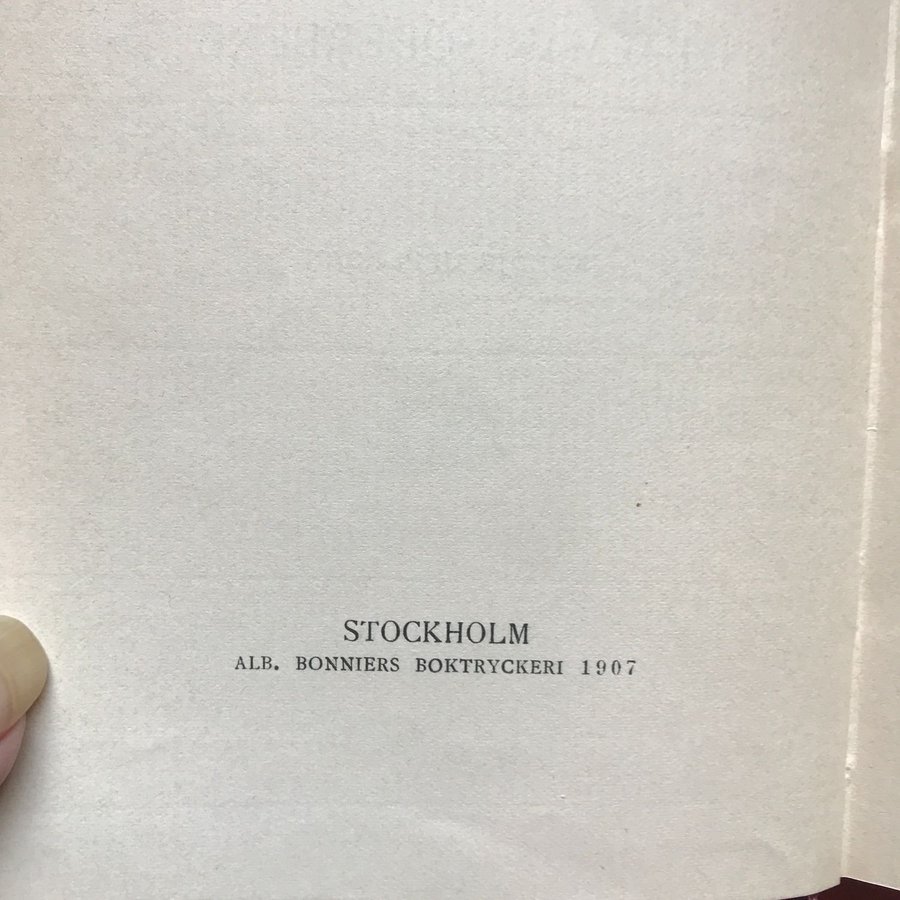 STOCKHOLM
ALB. BONNIERS BOKTRYCKERI 1907